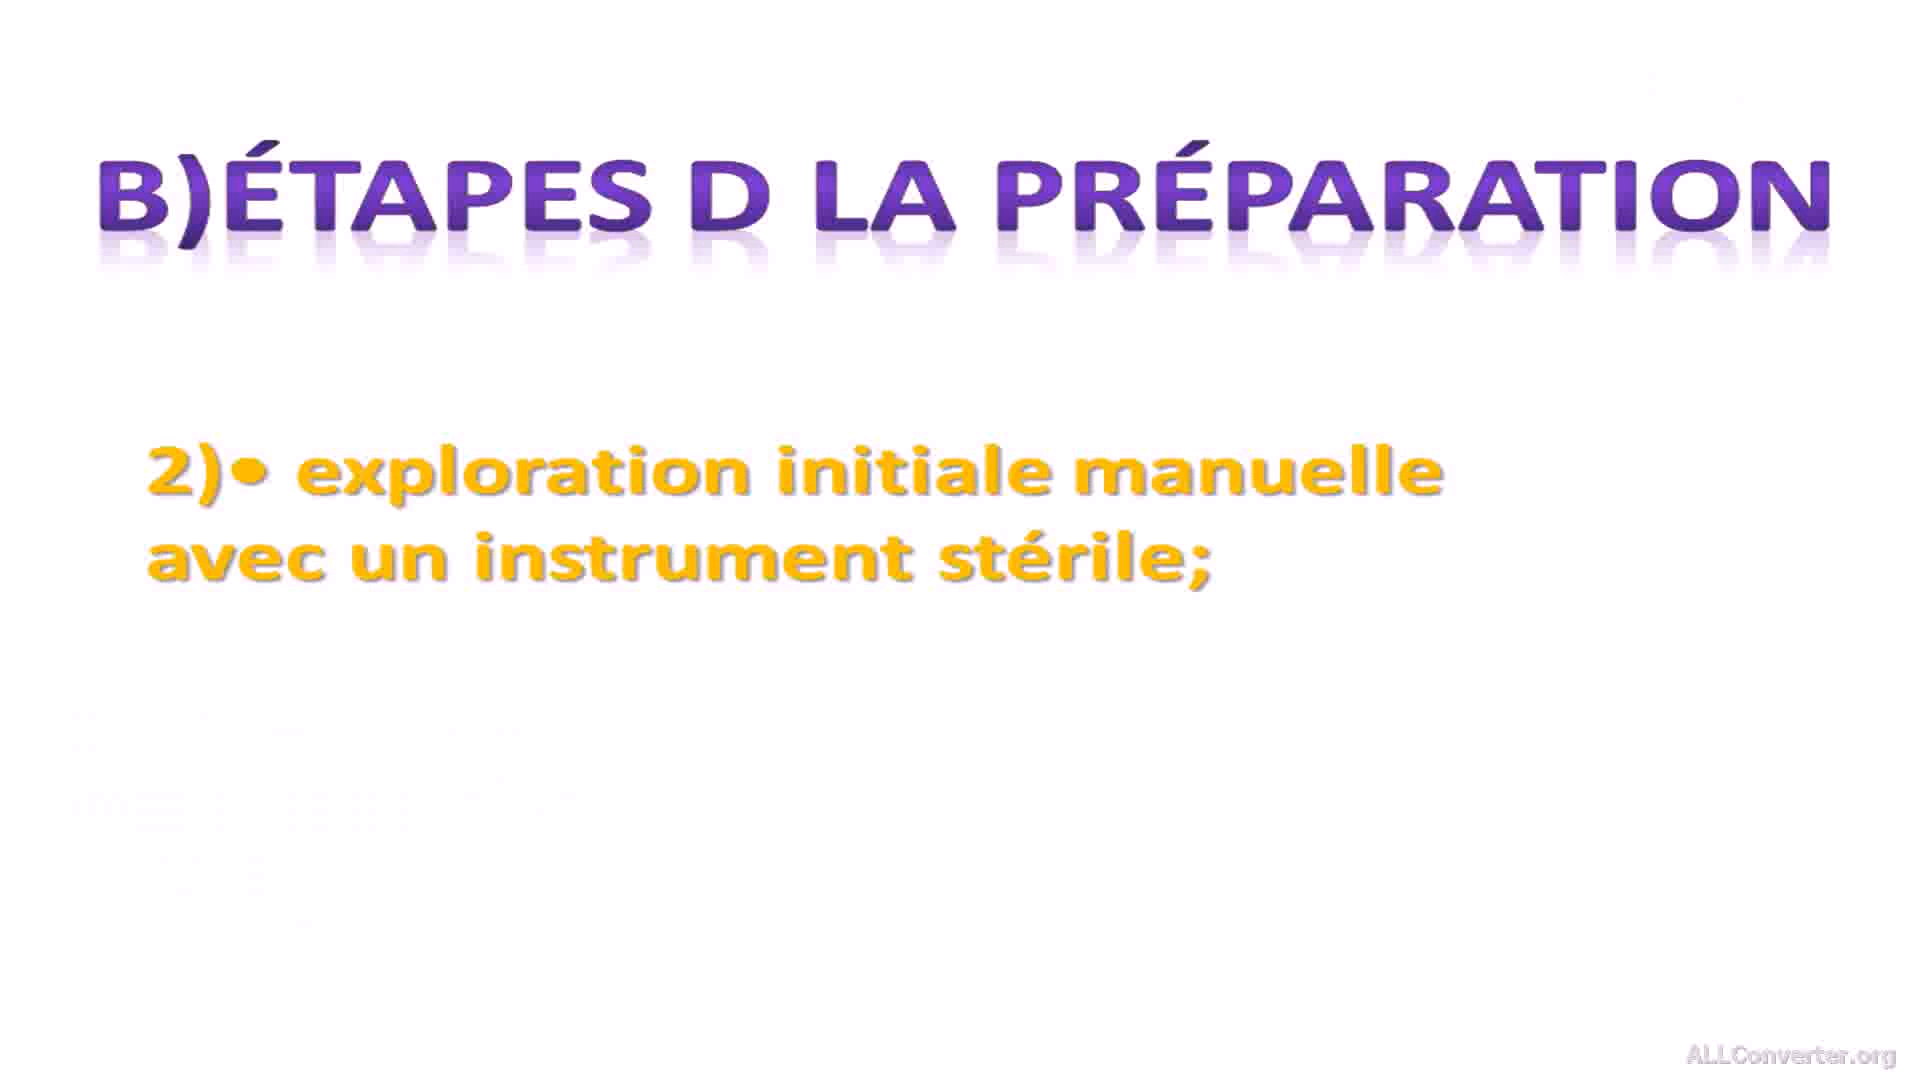 B)ÉTAPES D LA PRÉPARATION
2)• exploration initiale manuelle
avec un instrument stérile;
ALLConverter.org